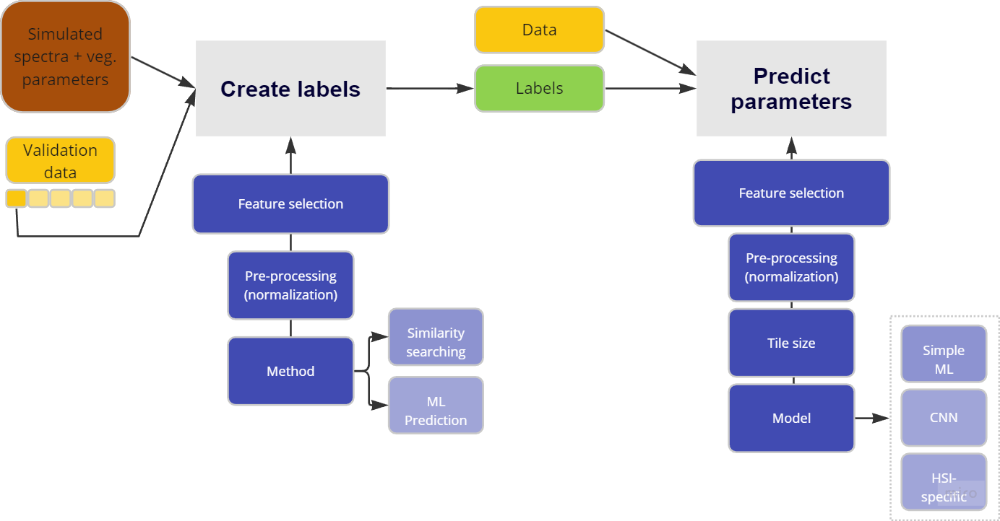 Simulated
spectra + veg.
parameters
Validation
data
Create labels
Feature selection
Pre-processing
(normalization)
Method
Similarity
searching
ML
Prediction
Data
Labels
Predict
parameters
Feature selection
Pre-processing
(normalization)
Tile size
Model
Simple
ML
CNN
HSI-
specific
miro